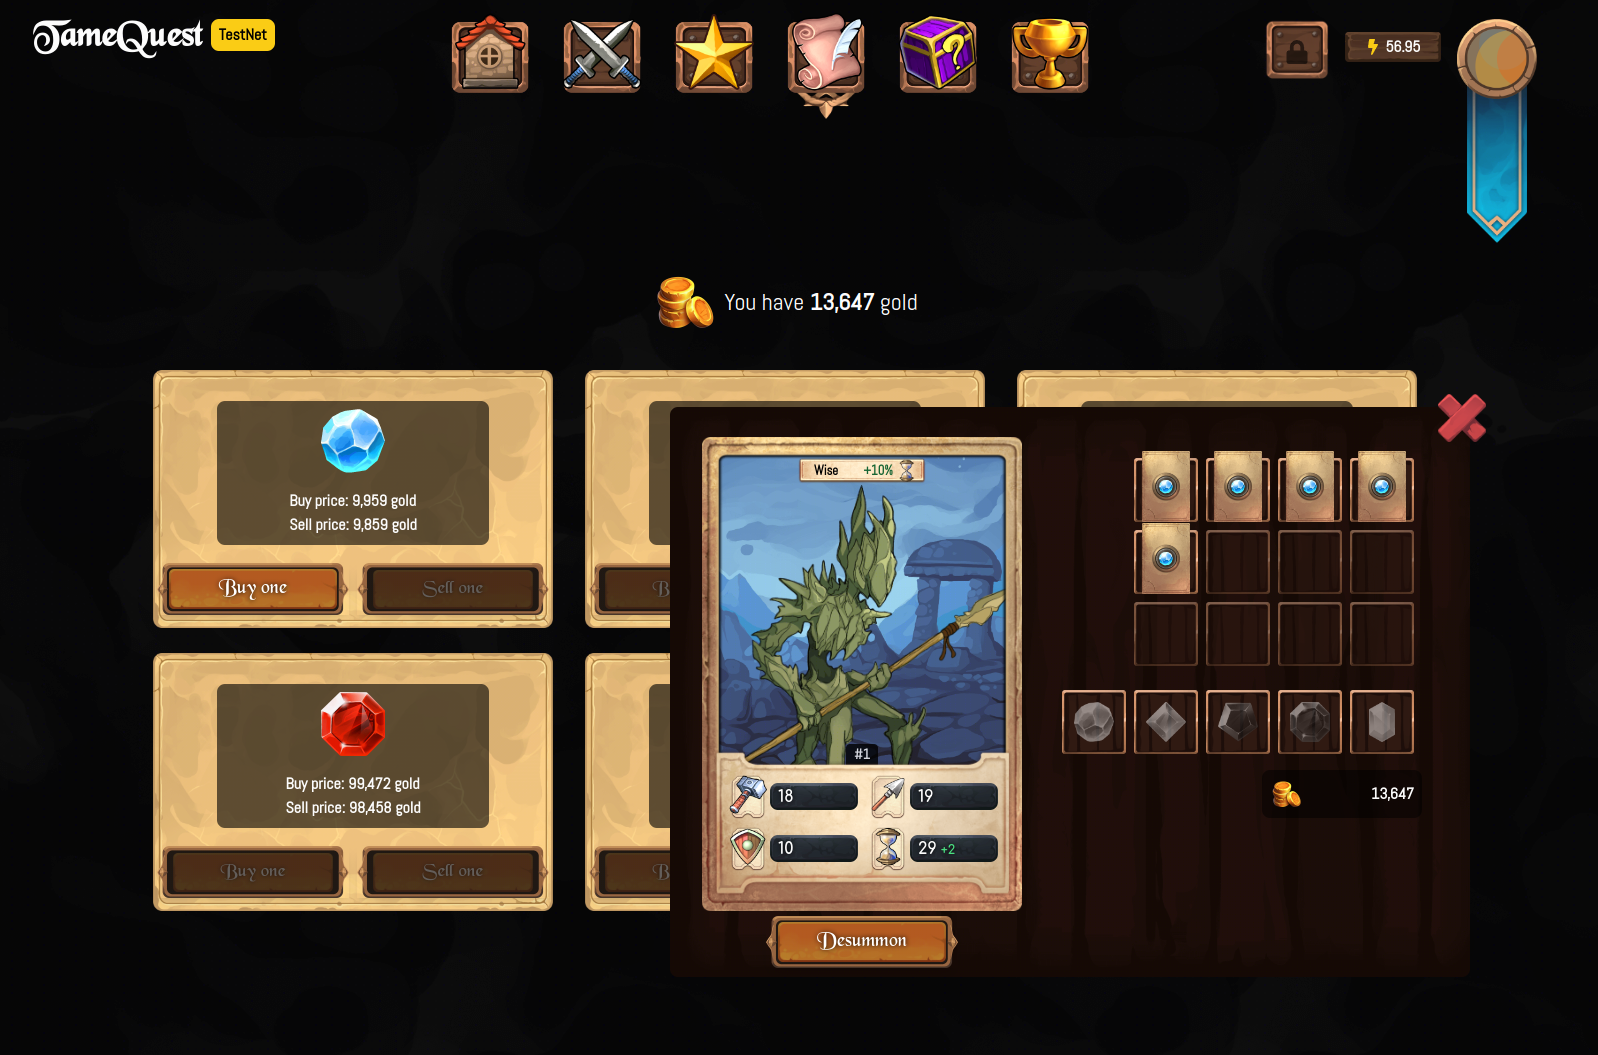 TameQuest TestNet
56.95
You have 13,647 gold
Buy price: 9,959 gold
Sell price: 9,859 gold
Buy one
Sell one
B
Buy price: 99,472 gold
Sell price: 98,458 gold
Buy one
Sell one
B
Wise +10%
#1
18
19
10
29 +2
Desummon
13,647